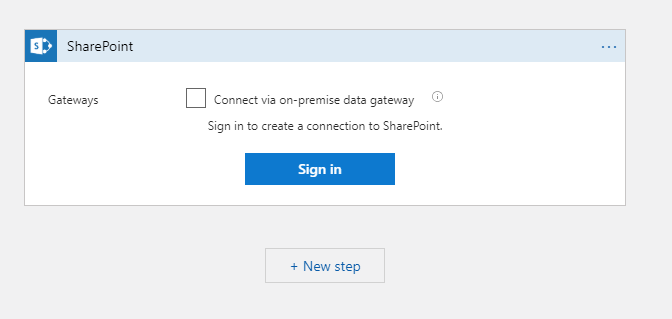 SharePoint
Gateways
Connect via on-premise data gateway
Sign in to create a connection to SharePoint.
Sign in
+ New step